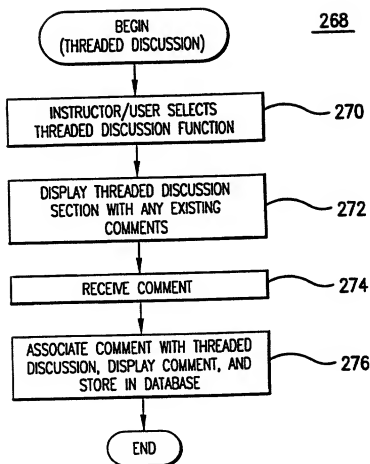 BEGIN
(THREADED DISCUSSION)
268
INSTRUCTOR/USER SELECTS
THREADED DISCUSSION FUNCTION
270
DISPLAY THREADED DISCUSSION
SECTION WITH ANY EXISTING
COMMENTS
272
RECEIVE COMMENT
274
ASSOCIATE COMMENT WITH THREADED
DISCUSSION, DISPLAY COMMENT, AND
STORE IN DATABASE
276
END